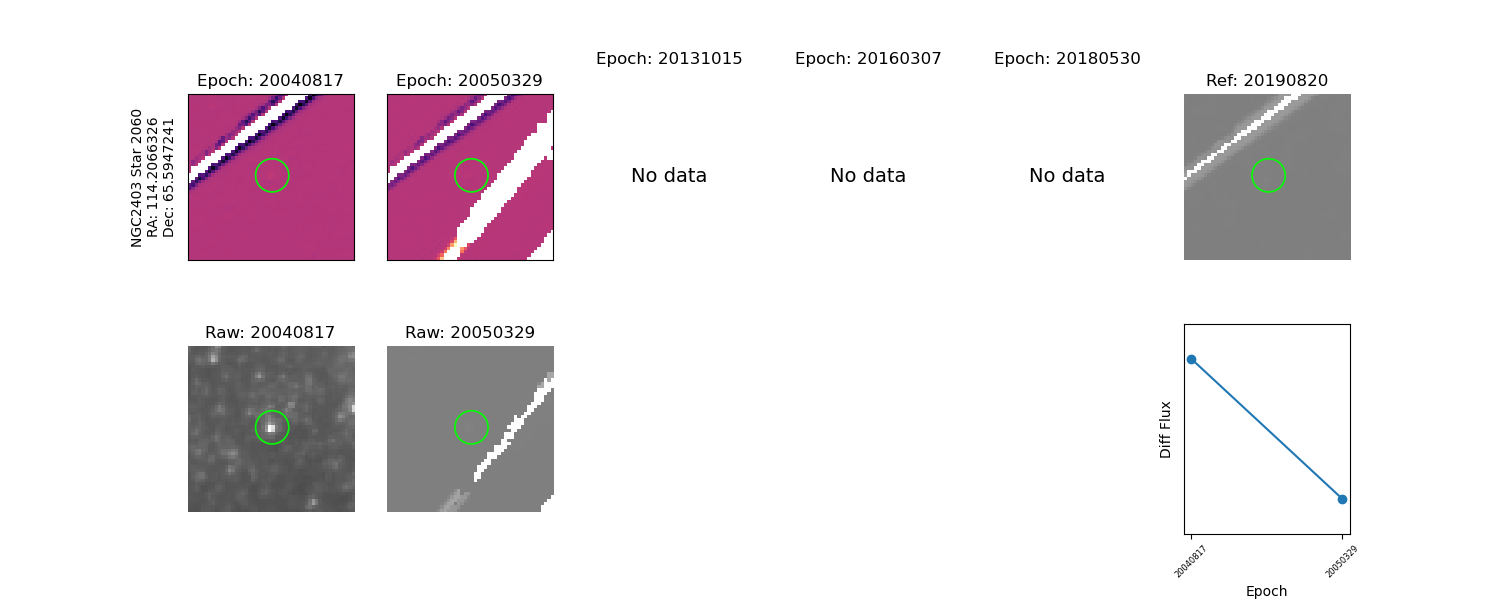 Epoch: 20040817
Epoch: 20050329
Epoch: 20131015
Epoch: 20160307
Epoch: 20180530
Ref: 20190820
NGC2403 Star 2060
RA: 114.2066326
Dec: 65.5947241
No data
No data
No data
Raw: 20040817
Raw: 20050329
Diff Flux
20040817
20050329
Epoch